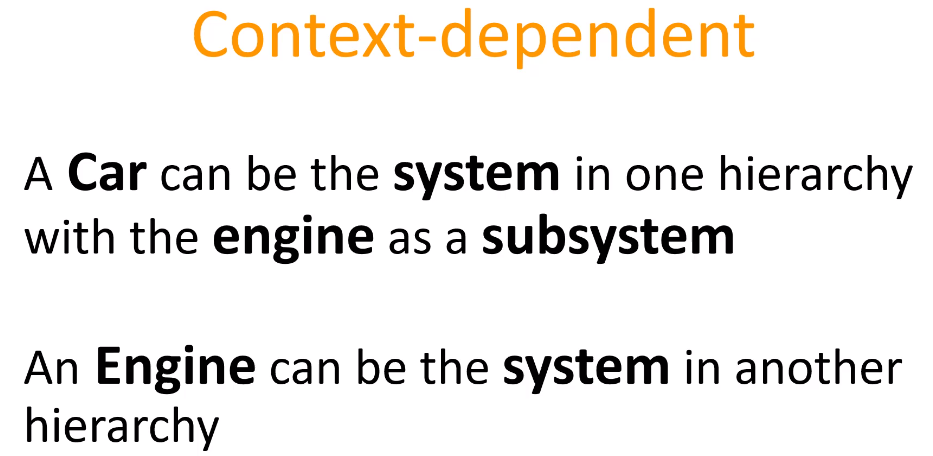 Context-dependent
A Car can be the system in one hierarchy
with the engine as a subsystem
An Engine can be the system in another
hierarchy